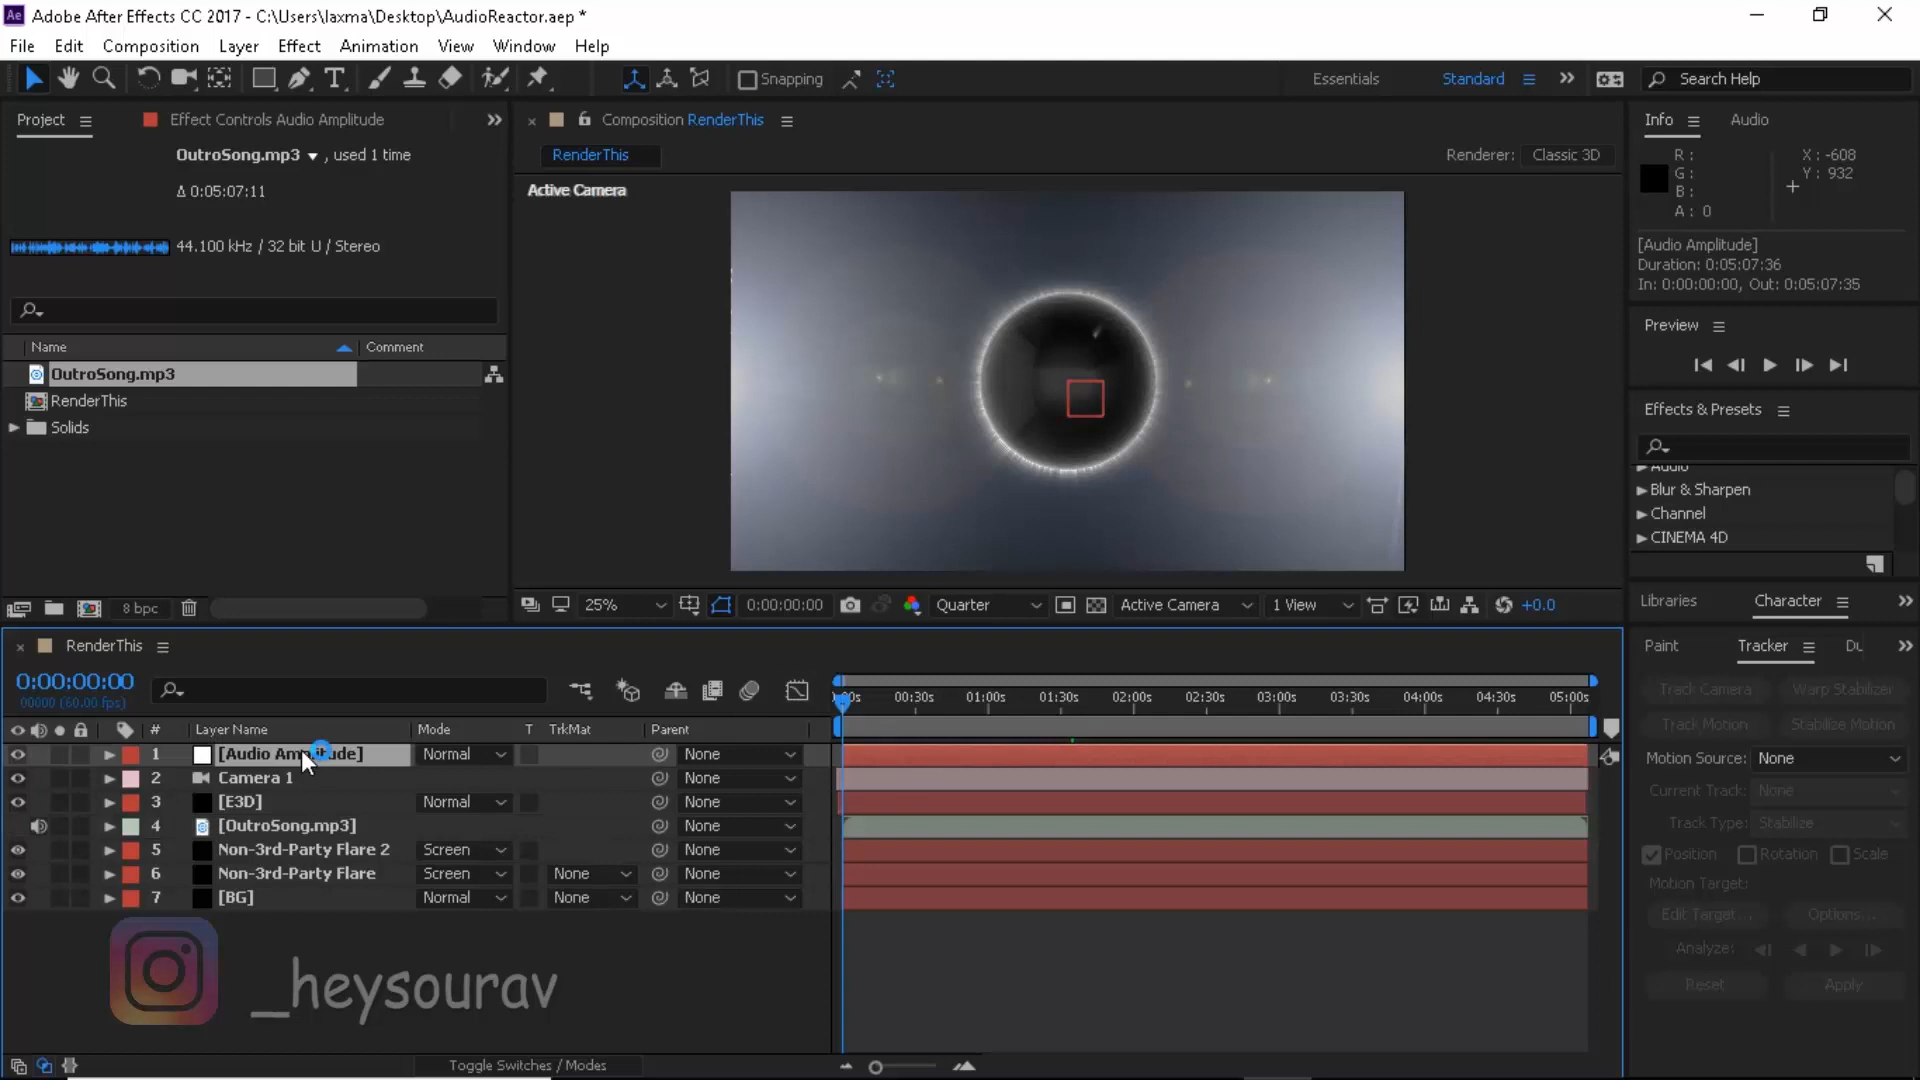 Ae Adobe After Effects CC 2017 - C:\Users\laxma\Desktop\AudioReactor.aep *
File Edit Composition Layer Effect Animation View Window Help
Snapping Essentials Standard Search Help
Project Effect Controls Audio Amplitude
OutroSong.mp3 , used 1 time
Δ 0:05:07:11
44.100 kHz / 32 bit U / Stereo
Name Comment
OutroSong.mp3
RenderThis
Solids
8 bpc
Composition RenderThis
RenderThis Renderer: Classic 3D
Active Camera
25% 0:00:00:00 Quarter Active Camera 1 View +0.0
Info Audio
R : X : -608
G : Y : 932
B :
A : 0
[Audio Amplitude]
Duration: 0:05:07:36
In: 0:00:00:00, Out: 0:05:07:35
Preview
Effects & Presets
Audio
Blur & Sharpen
Channel
CINEMA 4D
Libraries Character
Paint Tracker
Track Camera Warp Stabilizer
Track Motion Stabilize Motion
Motion Source: None
Current Track: None
Track Type: Stabilize
Position Rotation Scale
Motion Target:
Edit Target... Options...
Analyze:
Reset Apply
RenderThis
0:00:00:00
00000 (60.00 fps)
00:30s 01:00s 01:30s 02:00s 02:30s 03:00s 03:30s 04:00s 04:30s 05:00s
# Layer Name Mode T TrkMat Parent
1 [Audio Amplitude] Normal None
2 Camera 1 None
3 [E3D] Normal None
4 [OutroSong.mp3] None
5 Non-3rd-Party Flare 2 Screen None
6 Non-3rd-Party Flare Screen None None
7 [BG] Normal None None
_heysourav
Toggle Switches / Modes